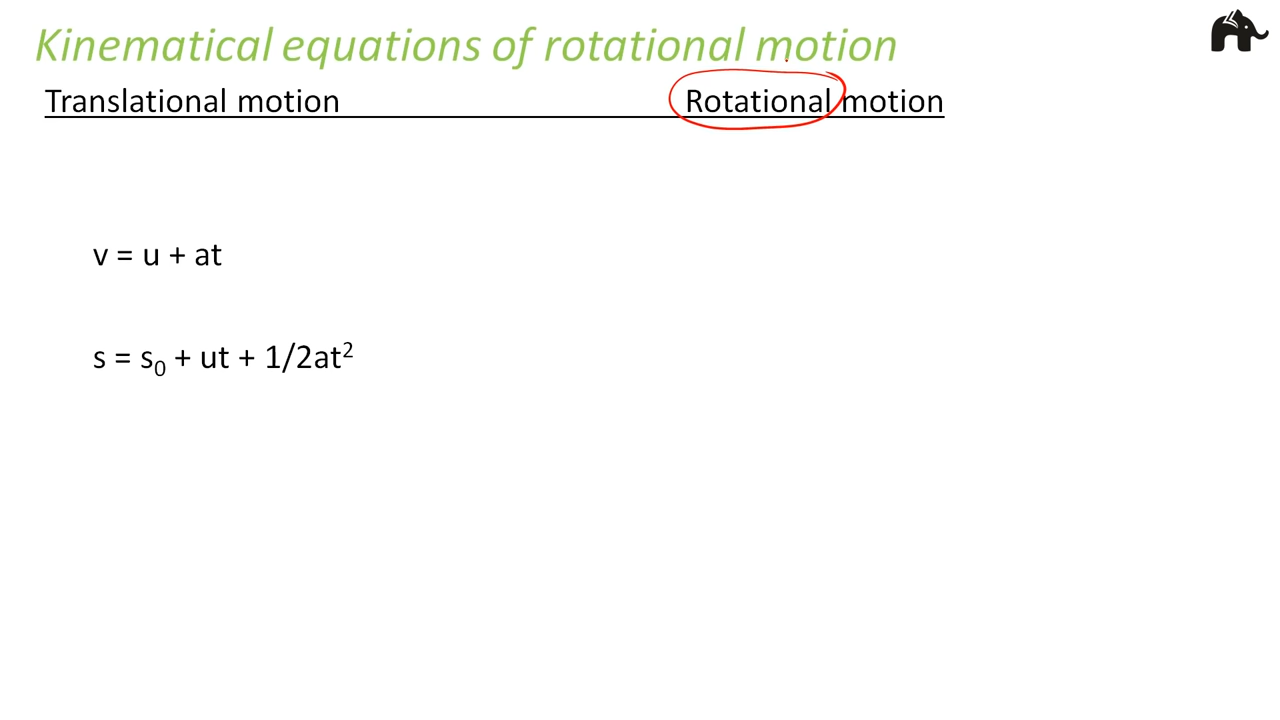 Kinematical equations of rotational motion
Translational motion Rotational motion
v = u + at
s = s₀ + ut + 1/2at²